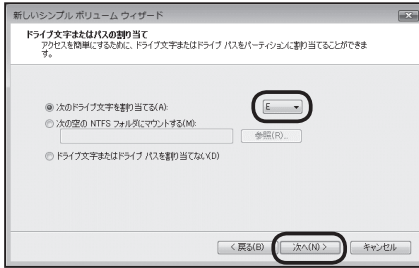 新しいシンプル ボリューム ウィザード
ドライブ文字またはパスの割り当て
アクセスを簡単にするために、ドライブ文字またはドライブ パスをパーティションに割り当てることができま
す。
次のドライブ文字を割り当てる(A):
E
次の空の NTFS フォルダにマウントする(M):
参照(R)...
ドライブ文字またはドライブ パスを割り当てない(D)
< 戻る(B)
次へ(N) >
キャンセル